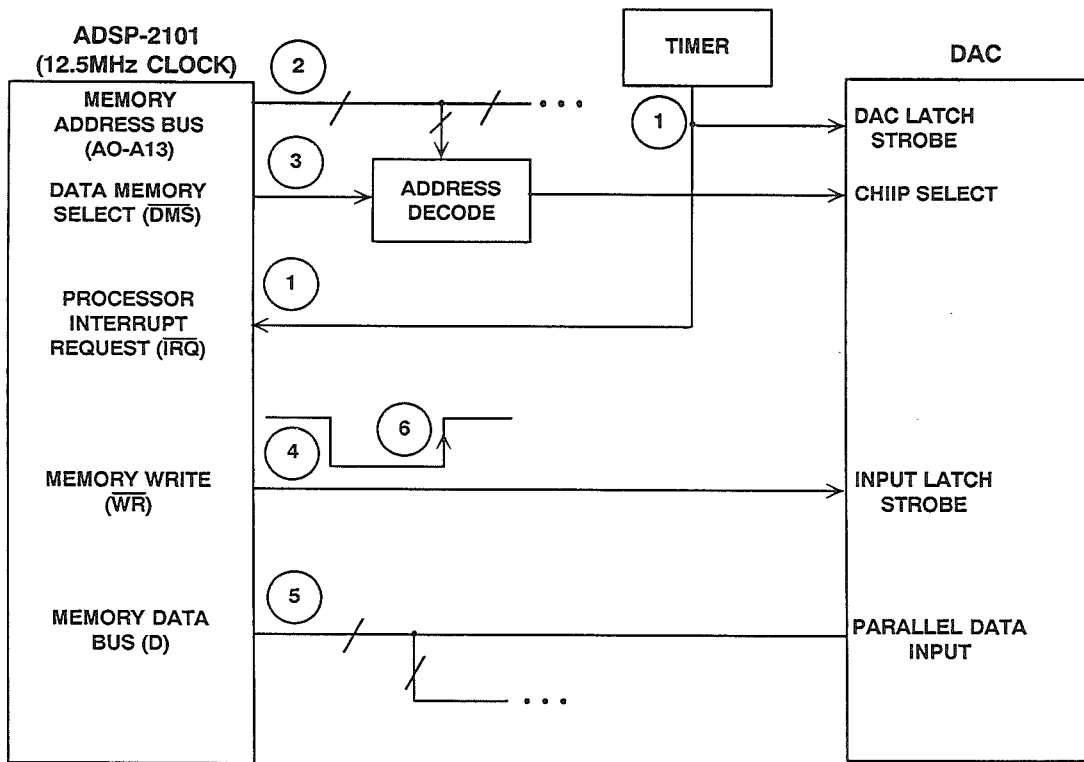 ADSP-2101
(12.5MHz CLOCK)
TIMER
DAC
2
MEMORY
ADDRESS BUS
(AO-A13)
1
DAC LATCH
STROBE
3
DATA MEMORY
SELECT (DMS)
ADDRESS
DECODE
CHIIP SELECT
1
PROCESSOR
INTERRUPT
REQUEST (IRQ)
6
4
MEMORY WRITE
(WR)
INPUT LATCH
STROBE
5
MEMORY DATA
BUS (D)
PARALLEL DATA
INPUT